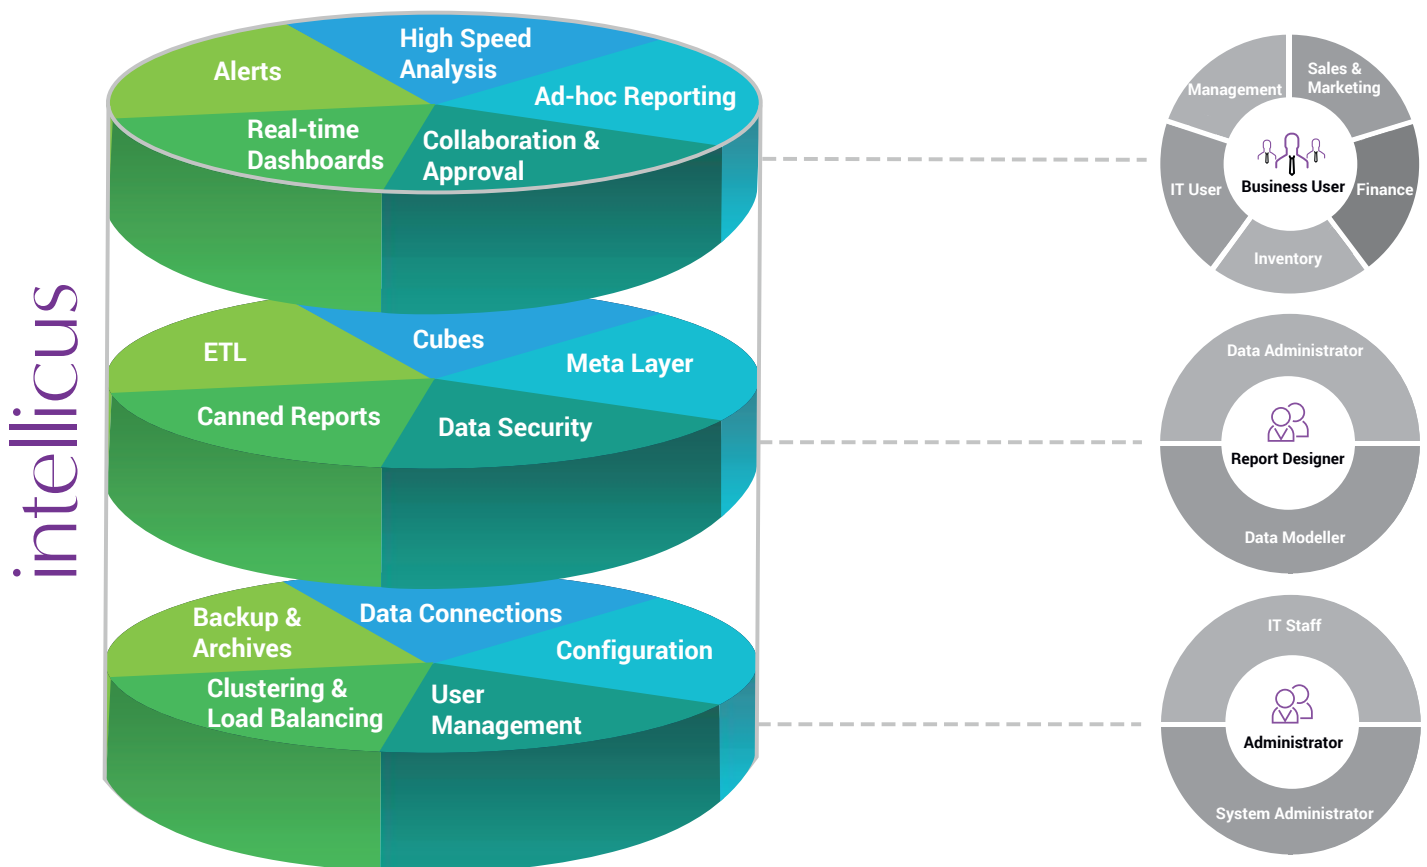 intellicus
Alerts
High Speed
Analysis
Ad-hoc Reporting
Real-time
Dashboards
Collaboration &
Approval
ETL
Cubes
Meta Layer
Canned Reports
Data Security
Backup &
Archives
Data Connections
Configuration
Clustering &
Load Balancing
User
Management
Management
Sales &
Marketing
Business User
IT User
Finance
Inventory
Data Administrator
Report Designer
Data Modeller
IT Staff
Administrator
System Administrator